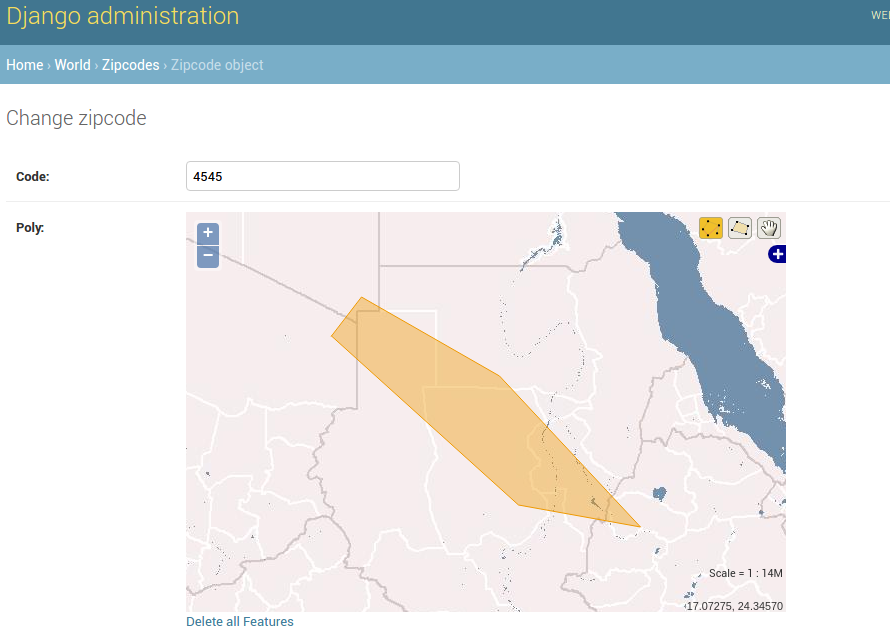 Django administration
WE
Home › World › Zipcodes › Zipcode object
Change zipcode
Code:
4545
Poly:
+
−
+
Scale = 1 : 14M
17.07275, 24.34570
Delete all Features